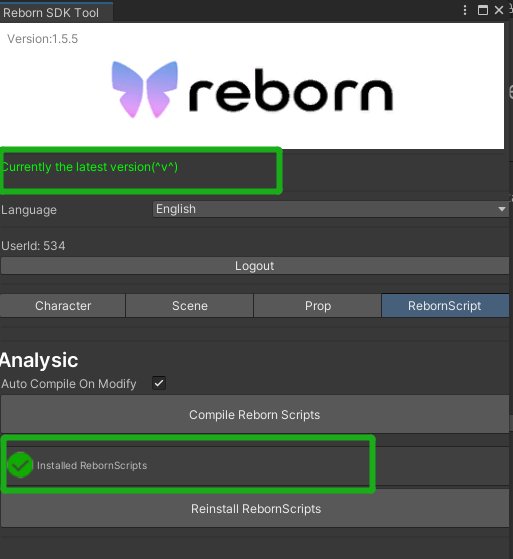 Reborn SDK Tool
Version:1.5.5
reborn
Currently the latest version(^v^)
Language English
UserId: 534
Logout
Character Scene Prop RebornScript
Analysic
Auto Compile On Modify
Compile Reborn Scripts
Installed RebornScripts
Reinstall RebornScripts